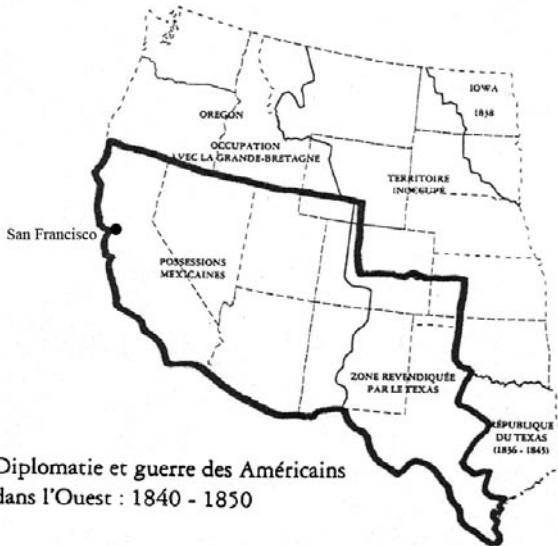 IOWA
1838
OREGON
OCCUPATION
AVEC LA GRANDE-BRETAGNE
TERRITOIRE
INOCCUPÉ
San Francisco
POSSESSIONS
MEXICAINES
ZONE REVENDIQUÉE
PAR LE TEXAS
RÉPUBLIQUE
DU TEXAS
(1836 - 1845)
Diplomatie et guerre des Américains
dans l'Ouest : 1840 - 1850